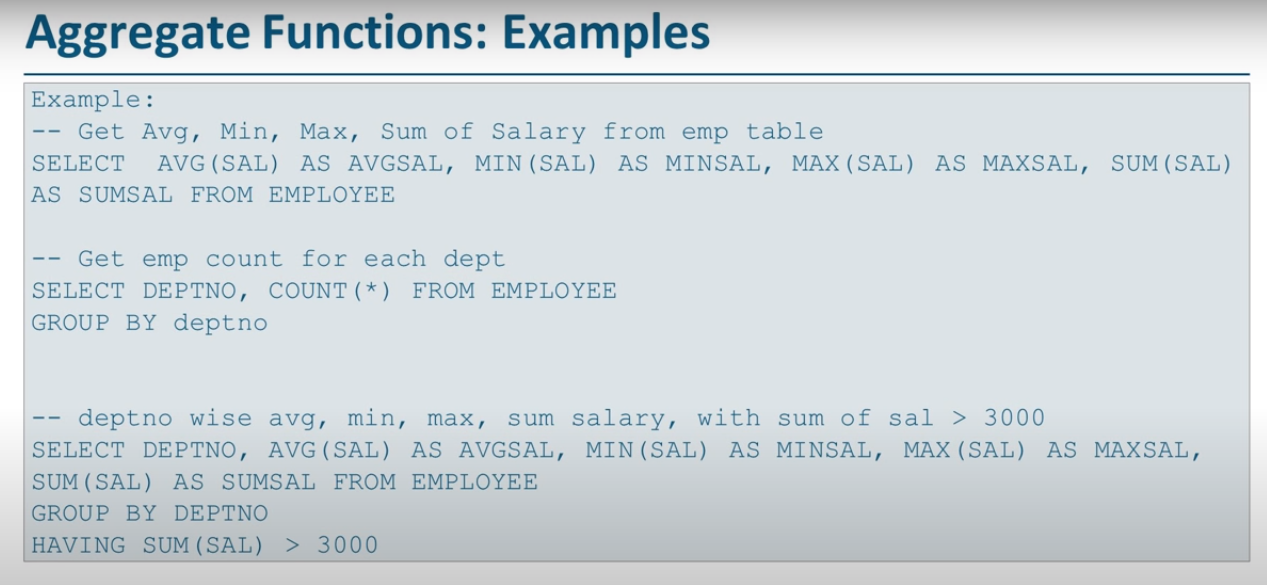 Aggregate Functions: Examples
Example:
-- Get Avg, Min, Max, Sum of Salary from emp table
SELECT  AVG(SAL) AS AVGSAL, MIN(SAL) AS MINSAL, MAX(SAL) AS MAXSAL, SUM(SAL)
AS SUMSAL FROM EMPLOYEE
-- Get emp count for each dept
SELECT DEPTNO, COUNT(*) FROM EMPLOYEE
GROUP BY deptno
-- deptno wise avg, min, max, sum salary, with sum of sal > 3000
SELECT DEPTNO, AVG(SAL) AS AVGSAL, MIN(SAL) AS MINSAL, MAX(SAL) AS MAXSAL,
SUM(SAL) AS SUMSAL FROM EMPLOYEE
GROUP BY DEPTNO
HAVING SUM(SAL) > 3000